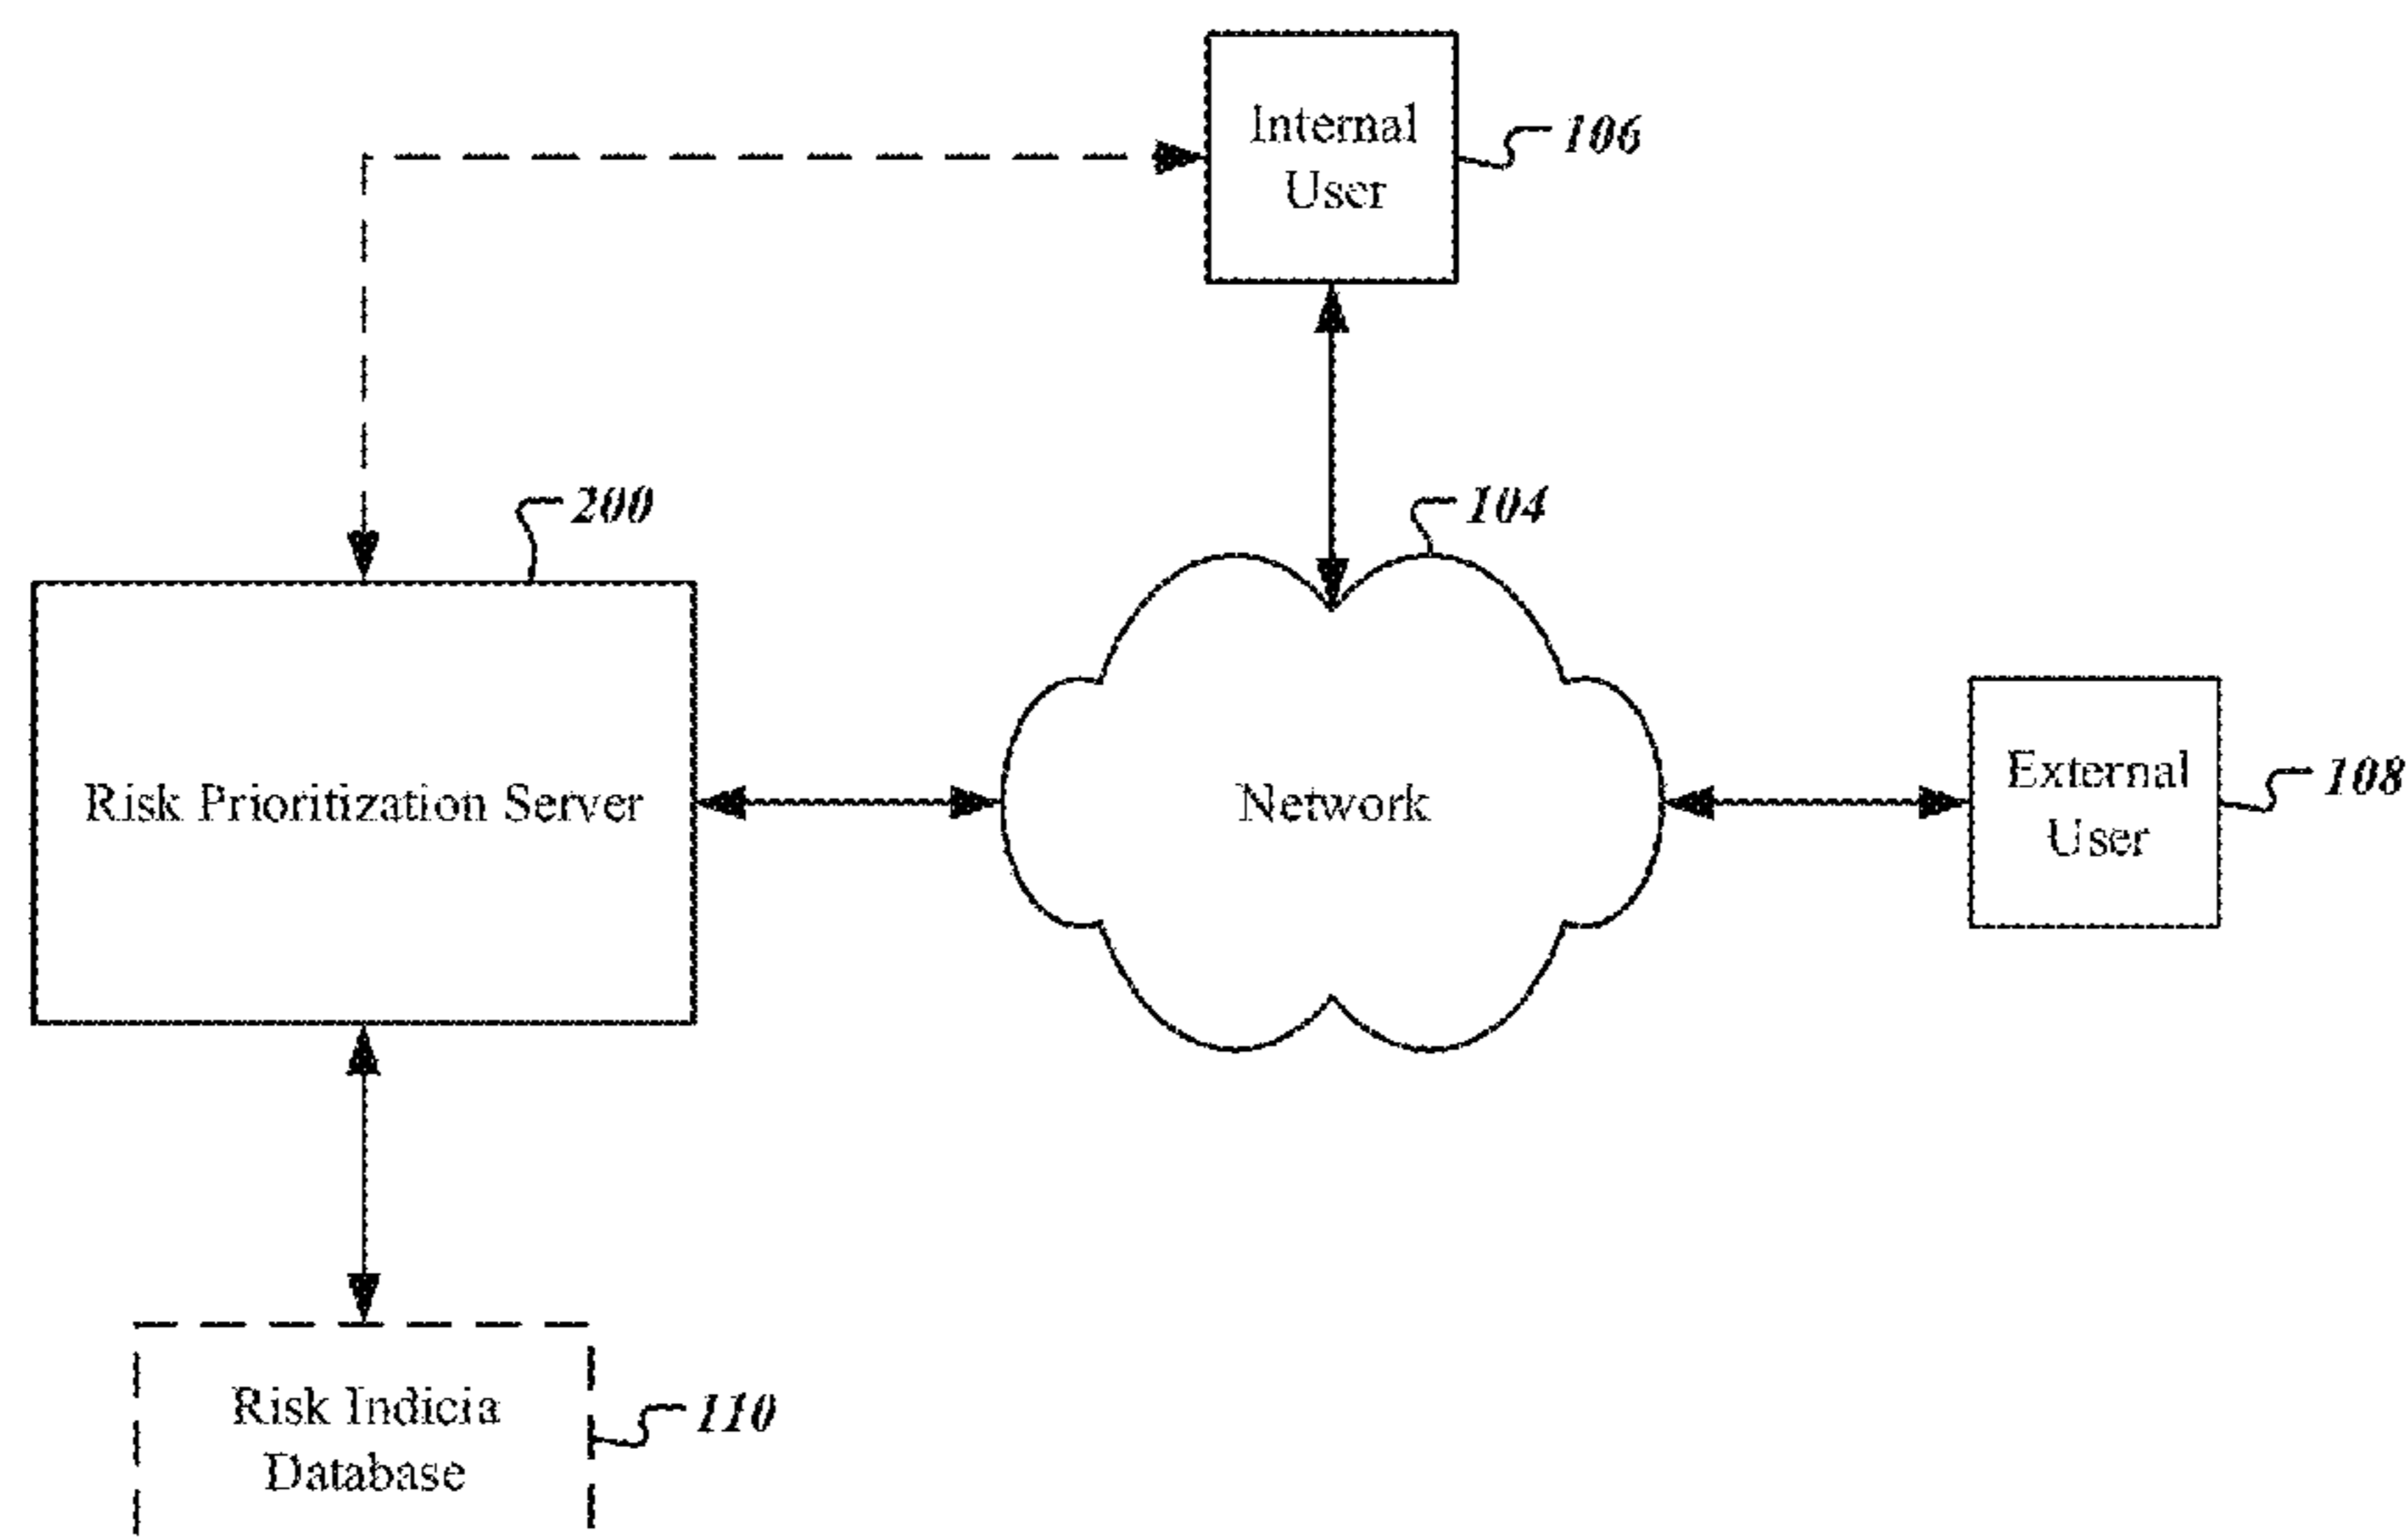 Internal
User
106
200
104
Risk Prioritization Server
Network
External
User
108
Risk Indicia
Database
110